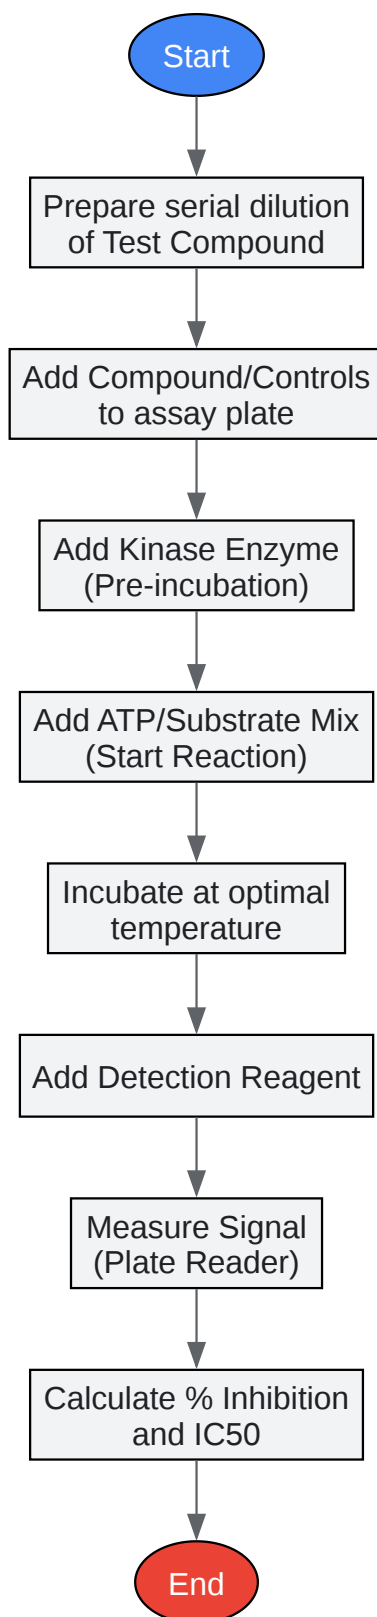 Start
Prepare serial dilution
of Test Compound
Add Compound/Controls
to assay plate
Add Kinase Enzyme
(Pre-incubation)
Add ATP/Substrate Mix
(Start Reaction)
Incubate at optimal
temperature
Add Detection Reagent
Measure Signal
(Plate Reader)
Calculate % Inhibition
and IC50
End